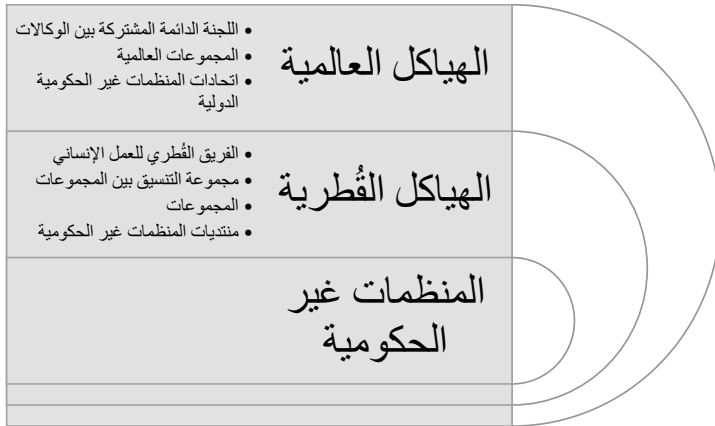 الهياكل العالمية
• اللجنة الدائمة المشتركة بين الوكالات
• المجموعات العالمية
• اتحادات المنظمات غير الحكومية
الدولية
الهياكل القُطرية
• الفريق القُطري للعمل الإنساني
• مجموعة التنسيق بين المجموعات
• المجموعات
• منتديات المنظمات غير الحكومية
المنظمات غير
الحكومية